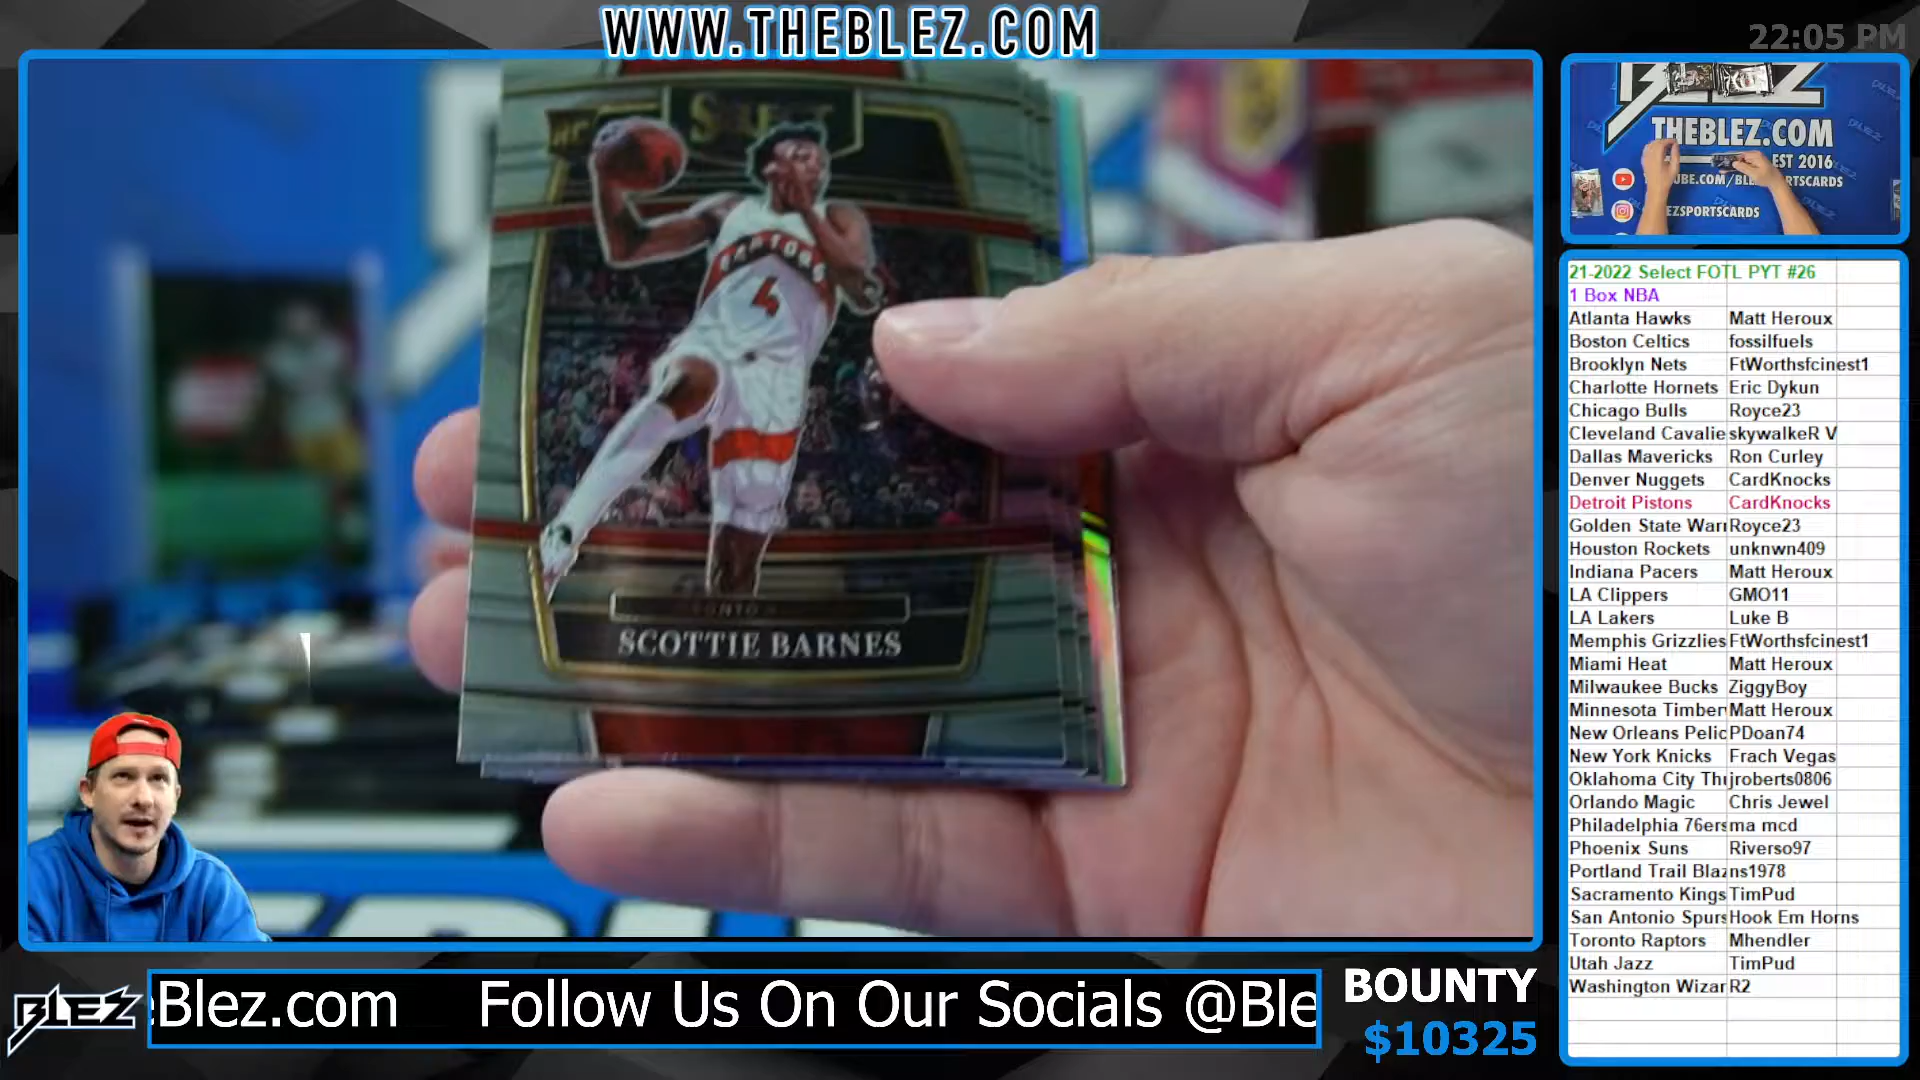 WWW.THEBLEZ.COM
22:05 PM
SELECT
RC
RAPTORS
4
SCOTTIE BARNES
THEBLEZ.COM
EST 2016
21-2022 Select FOTL PYT #26
1 Box NBA
Atlanta Hawks Matt Heroux
Boston Celtics fossilfuels
Brooklyn Nets FtWorthsfcinest1
Charlotte Hornets Eric Dykun
Chicago Bulls Royce23
Cleveland Cavalie skywalkeR V
Dallas Mavericks Ron Curley
Denver Nuggets CardKnocks
Detroit Pistons CardKnocks
Golden State Warr Royce23
Houston Rockets unknwn409
Indiana Pacers Matt Heroux
LA Clippers GMO11
LA Lakers Luke B
Memphis Grizzlies FtWorthsfcinest1
Miami Heat Matt Heroux
Milwaukee Bucks ZiggyBoy
Minnesota Timber Matt Heroux
New Orleans Pelic PDoan74
New York Knicks Frach Vegas
Oklahoma City Thu jroberts0806
Orlando Magic Chris Jewel
Philadelphia 76ers ma mcd
Phoenix Suns Riverso97
Portland Trail Blaz ns1978
Sacramento Kings TimPud
San Antonio Spurs Hook Em Horns
Toronto Raptors Mhendler
Utah Jazz TimPud
Washington Wizar R2
BLEZ
Blez.com Follow Us On Our Socials @Ble
BOUNTY
$10325